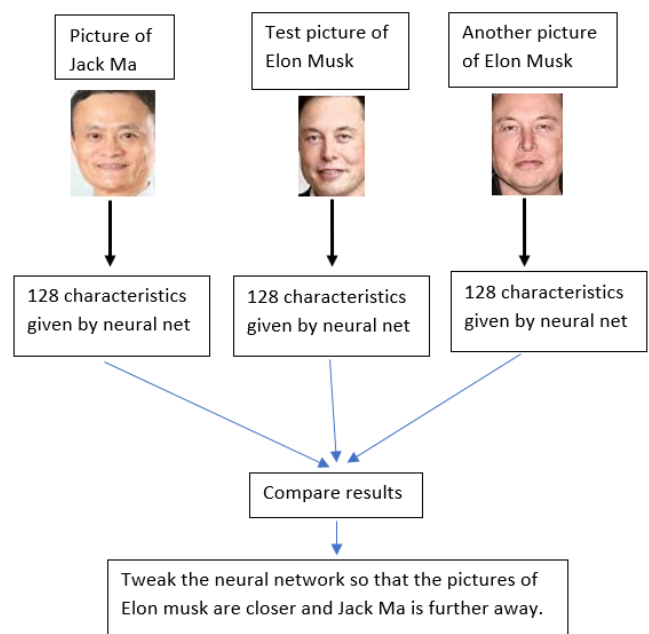 Picture of
Jack Ma
Test picture of
Elon Musk
Another picture
of Elon Musk
128 characteristics
given by neural net
128 characteristics
given by neural net
128 characteristics
given by neural net
Compare results
Tweak the neural network so that the pictures of
Elon musk are closer and Jack Ma is further away.